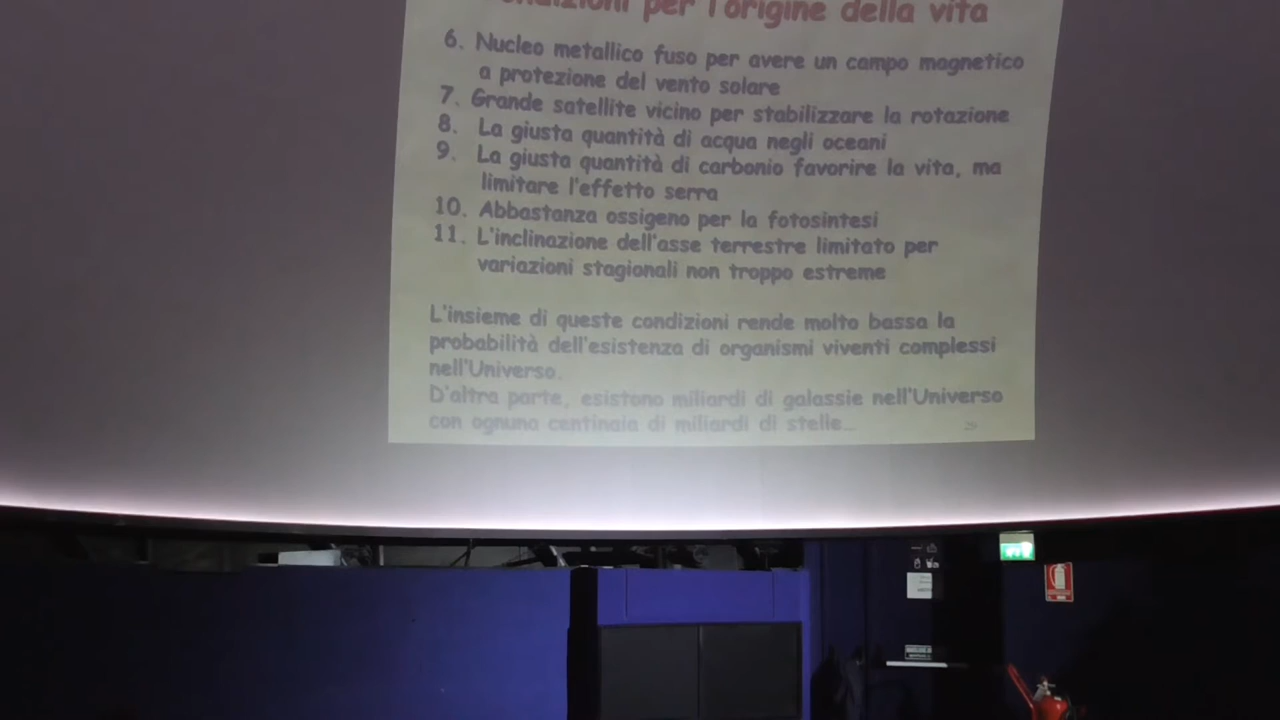 ondizioni per l'origine della vita
6. Nucleo metallico fuso per avere un campo magnetico
a protezione del vento solare
7. Grande satellite vicino per stabilizzare la rotazione
8. La giusta quantità di acqua negli oceani
9. La giusta quantità di carbonio favorire la vita, ma
limitare l'effetto serra
10. Abbastanza ossigeno per la fotosintesi
11. L'inclinazione dell'asse terrestre limitato per
variazioni stagionali non troppo estreme
L'insieme di queste condizioni rende molto bassa la
probabilità dell'esistenza di organismi viventi complessi
nell'Universo.
D'altra parte, esistono miliardi di galassie nell'Universo
con ognuna centinaia di miliardi di stelle…